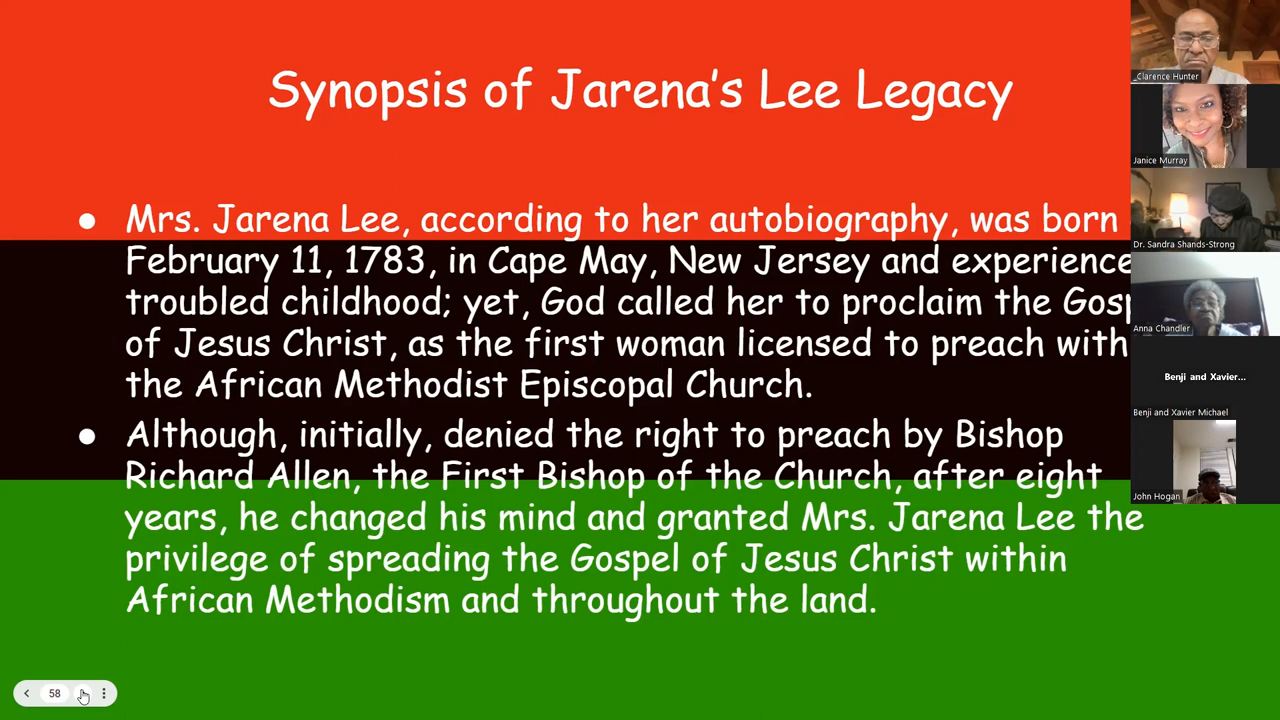 Synopsis of Jarena's Lee Legacy
● Mrs. Jarena Lee, according to her autobiography, was born
February 11, 1783, in Cape May, New Jersey and experience
troubled childhood; yet, God called her to proclaim the Gosp
of Jesus Christ, as the first woman licensed to preach with
the African Methodist Episcopal Church.
● Although, initially, denied the right to preach by Bishop
Richard Allen, the First Bishop of the Church, after eight
years, he changed his mind and granted Mrs. Jarena Lee the
privilege of spreading the Gospel of Jesus Christ within
African Methodism and throughout the land.
58
_Clarence Hunter
Janice Murray
Dr. Sandra Shands-Strong
Anna Chandler
Benji and Xavier...
Benji and Xavier Michael
John Hogan